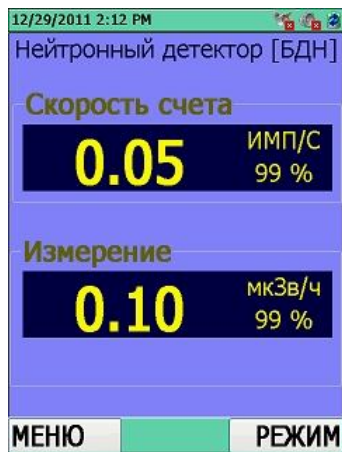 12/29/2011 2:12 PM
Нейтронный детектор [БДН]
Скорость счета
0.05 ИМП/С
99 %
Измерение
0.10 мкЗв/ч
99 %
МЕНЮ РЕЖИМ